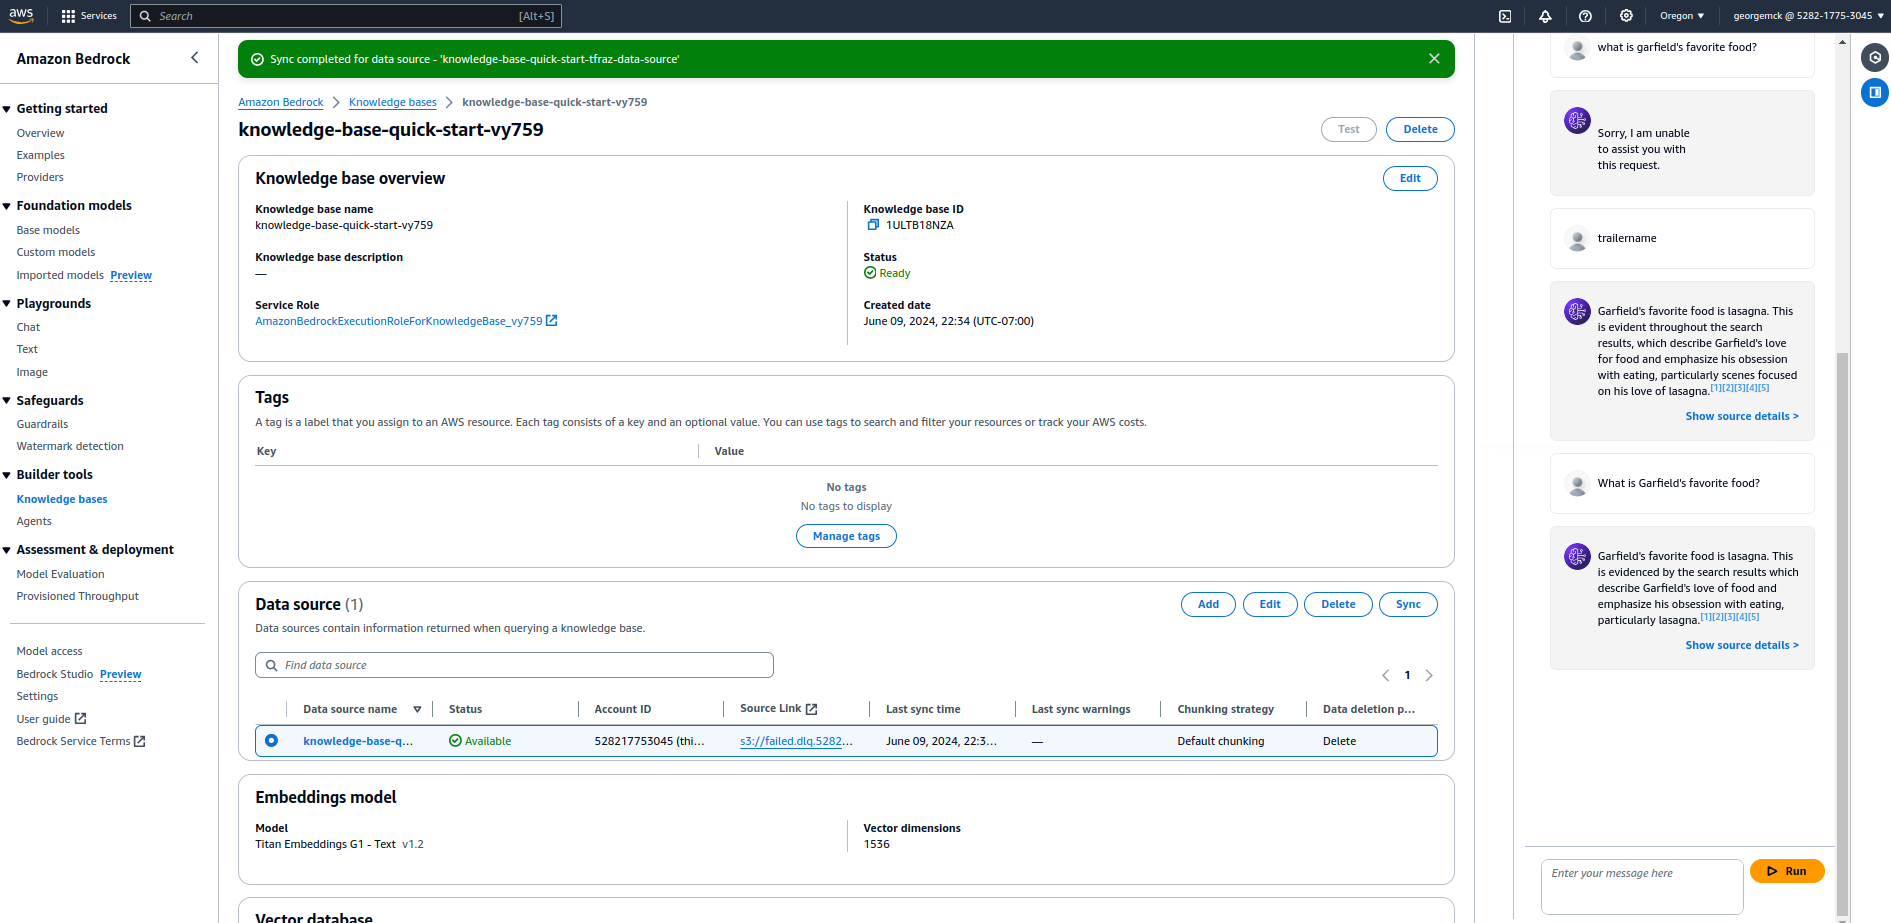 aws
Services
Search
[Alt+S]
Oregon ▼
georgemck @ 5282-1775-3045 ▼
Amazon Bedrock
Getting started
Overview
Examples
Providers
Foundation models
Base models
Custom models
Imported models Preview
Playgrounds
Chat
Text
Image
Safeguards
Guardrails
Watermark detection
Builder tools
Knowledge bases
Agents
Assessment & deployment
Model Evaluation
Provisioned Throughput
Model access
Bedrock Studio Preview
Settings
User guide
Bedrock Service Terms
Sync completed for data source - 'knowledge-base-quick-start-tfraz-data-source'
Amazon Bedrock > Knowledge bases > knowledge-base-quick-start-vy759
knowledge-base-quick-start-vy759
Test
Delete
Knowledge base overview
Edit
Knowledge base name
knowledge-base-quick-start-vy759
Knowledge base description
—
Service Role
AmazonBedrockExecutionRoleForKnowledgeBase_vy759
Knowledge base ID
1ULTB18NZA
Status
Ready
Created date
June 09, 2024, 22:34 (UTC-07:00)
Tags
A tag is a label that you assign to an AWS resource. Each tag consists of a key and an optional value. You can use tags to search and filter your resources or track your AWS costs.
Key
Value
No tags
No tags to display
Manage tags
Data source (1)
Add
Edit
Delete
Sync
Data sources contain information returned when querying a knowledge base.
Find data source
1
Data source name
Status
Account ID
Source Link
Last sync time
Last sync warnings
Chunking strategy
Data deletion p...
knowledge-base-q...
Available
528217753045 (thi...
s3://failed.dlq.5282...
June 09, 2024, 22:3...
—
Default chunking
Delete
Embeddings model
Model
Titan Embeddings G1 - Text v1.2
Vector dimensions
1536
Vector database
what is garfield's favorite food?
Sorry, I am unable
to assist you with
this request.
trailername
Garfield's favorite food is lasagna. This
is evident throughout the search
results, which describe Garfield's love
for food and emphasize his obsession
with eating, particularly scenes focused
on his love of lasagna.[1][2][3][4][5]
Show source details >
What is Garfield's favorite food?
Garfield's favorite food is lasagna. This
is evidenced by the search results which
describe Garfield's love of food and
emphasize his obsession with eating,
particularly lasagna.[1][2][3][4][5]
Show source details >
Enter your message here
Run